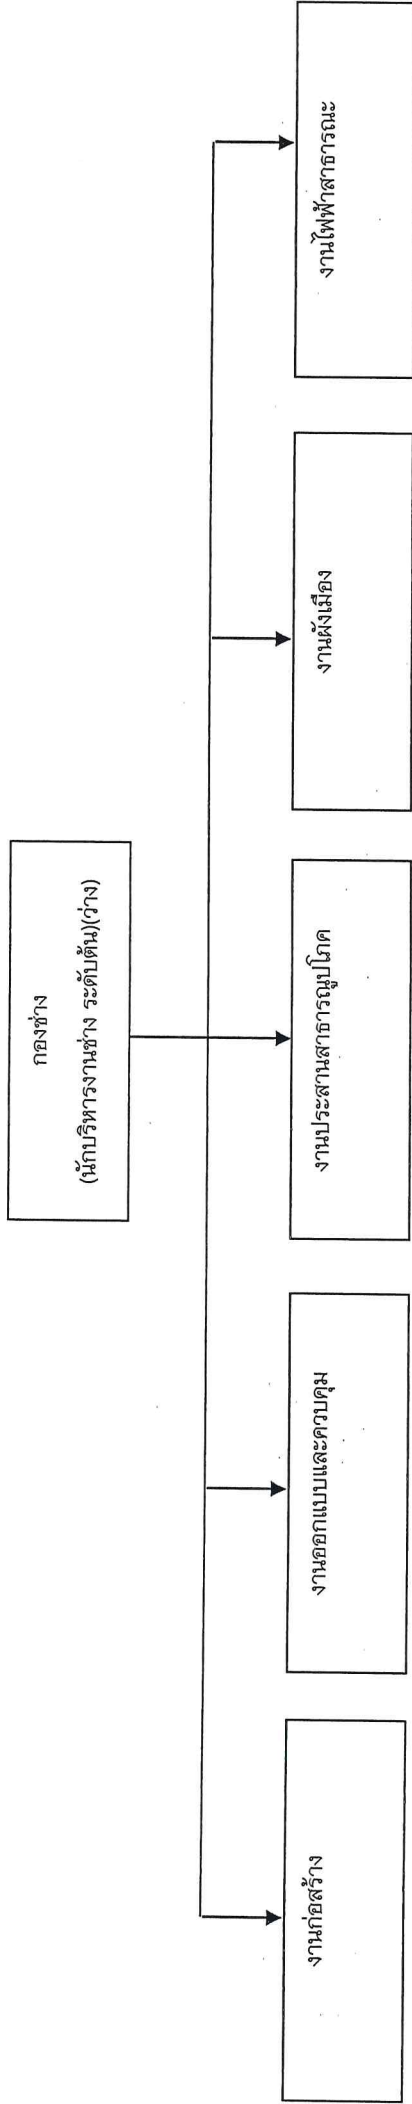 กองช่าง
(นักบริหารงานช่าง ระดับต้น)(ว่าง)
งานก่อสร้าง
งานออกแบบและควบคุม
งานประสานสาธารณูปโภค
งานผังเมือง
งานไฟฟ้าสาธารณะ